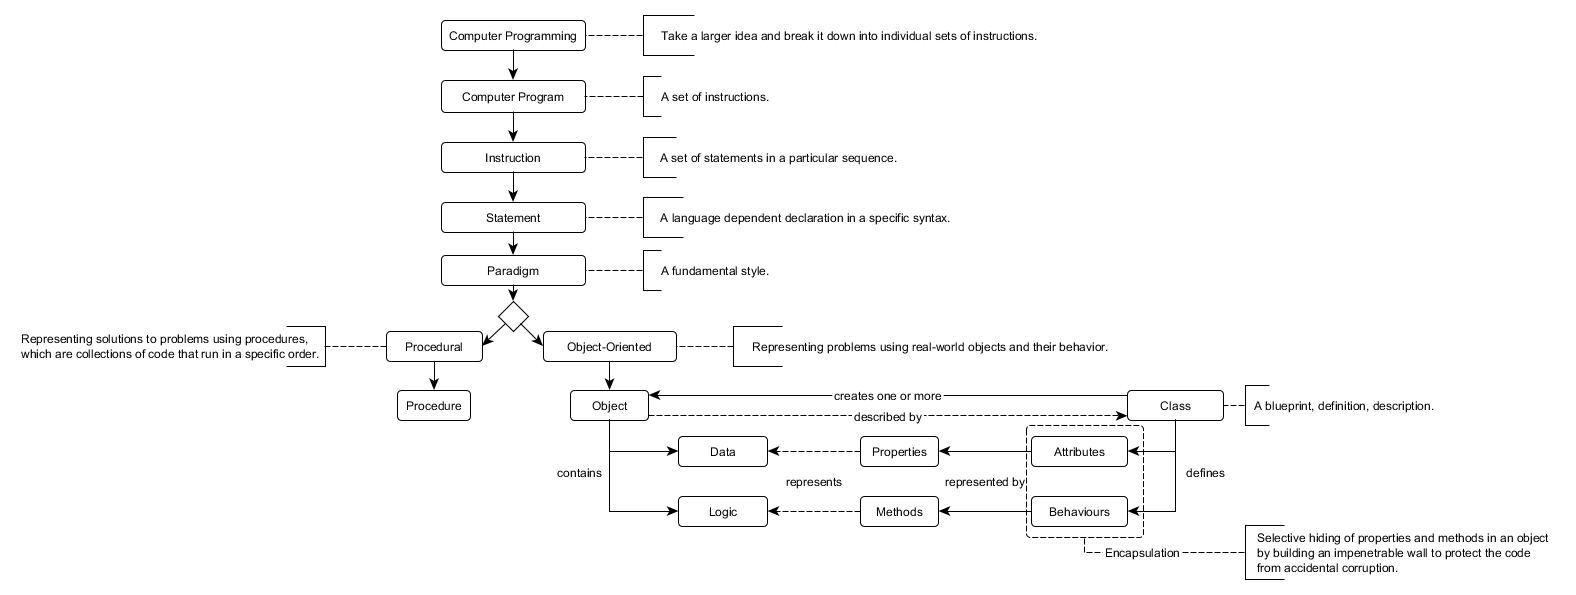 Computer Programming
Take a larger idea and break it down into individual sets of instructions.
Computer Program
A set of instructions.
Instruction
A set of statements in a particular sequence.
Statement
A language dependent declaration in a specific syntax.
Paradigm
A fundamental style.
Representing solutions to problems using procedures,
which are collections of code that run in a specific order.
Procedural
Object-Oriented
Representing problems using real-world objects and their behavior.
Procedure
Object
creates one or more
described by
Class
A blueprint, definition, description.
contains
Data
Properties
Attributes
represents
represented by
defines
Logic
Methods
Behaviours
Encapsulation
Selective hiding of properties and methods in an object
by building an impenetrable wall to protect the code
from accidental corruption.